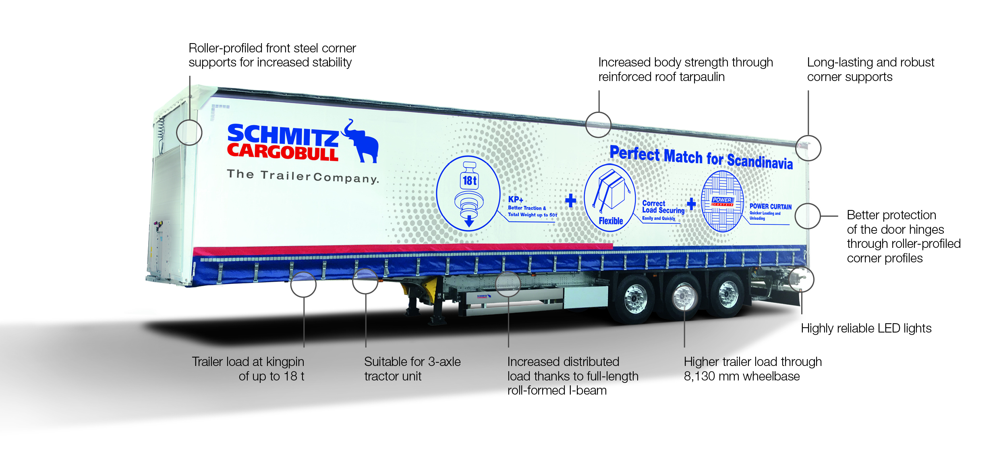 Roller-profiled front steel corner
supports for increased stability
Increased body strength through
reinforced roof tarpaulin
Long-lasting and robust
corner supports
SCHMITZ
CARGOBULL
The Trailer Company.
Perfect Match for Scandinavia
18 t
KP+
Better Traction &
Total Weight up to 50t
+
Flexible
Correct
Load Securing
Easily and Quickly
+
POWER
CURTAIN
POWER CURTAIN
Quicker Loading and
Unloading
Better protection
of the door hinges
through roller-profiled
corner profiles
SCHMITZ
CARGOBULL
Highly reliable LED lights
Trailer load at kingpin
of up to 18 t
Suitable for 3-axle
tractor unit
Increased distributed
load thanks to full-length
roll-formed I-beam
Higher trailer load through
8,130 mm wheelbase